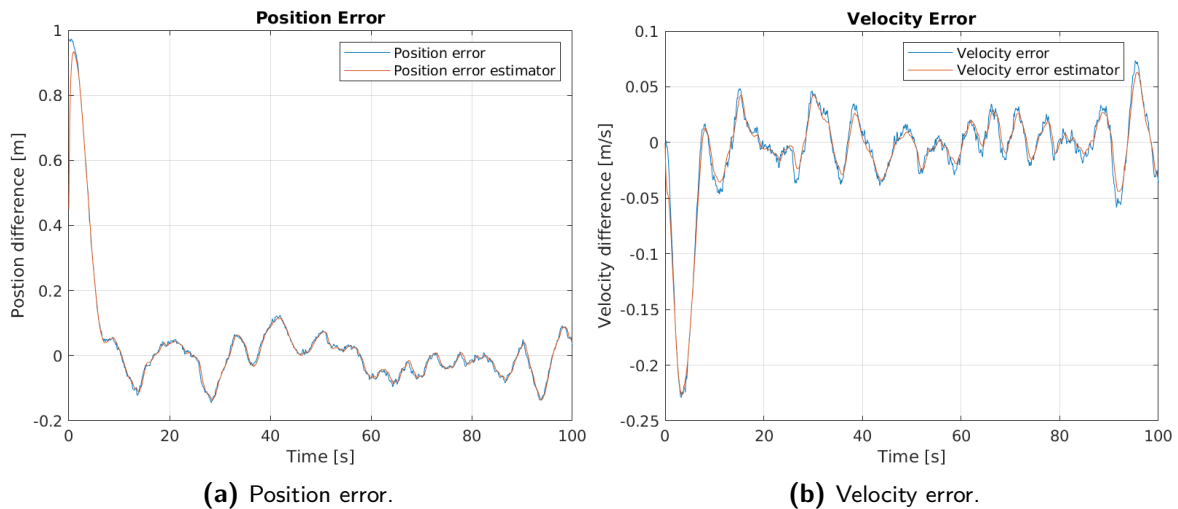 Position Error
Position error
Position error estimator
1
0.8
0.6
0.4
0.2
0
-0.2
Postion difference [m]
0
20
40
60
80
100
Time [s]
(a) Position error.
Velocity Error
Velocity error
Velocity error estimator
0.1
0.05
0
-0.05
-0.1
-0.15
-0.2
-0.25
Velocity difference [m/s]
0
20
40
60
80
100
Time [s]
(b) Velocity error.